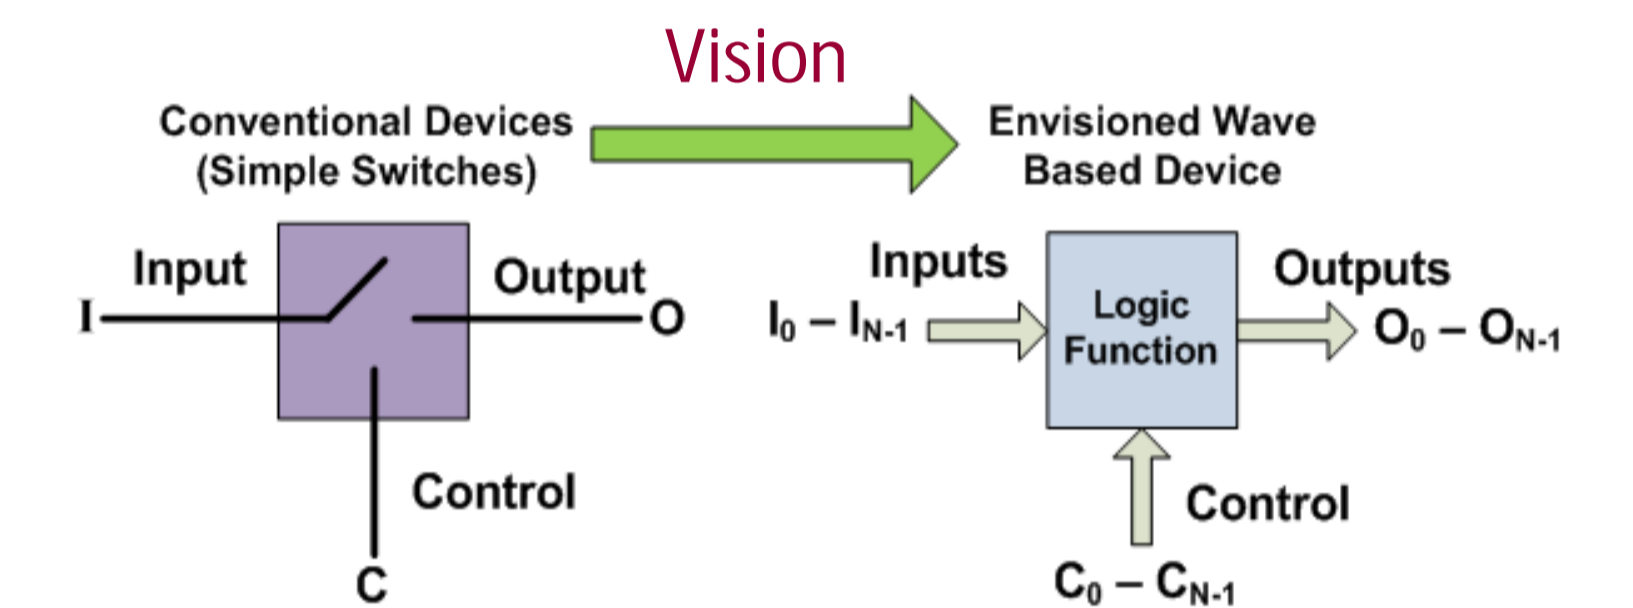 Vision
Conventional Devices
(Simple Switches)
Envisioned Wave
Based Device
Input
Output
I
O
Control
C
Inputs
I0 – IN-1
Logic
Function
Outputs
O0 – ON-1
Control
C0 – CN-1